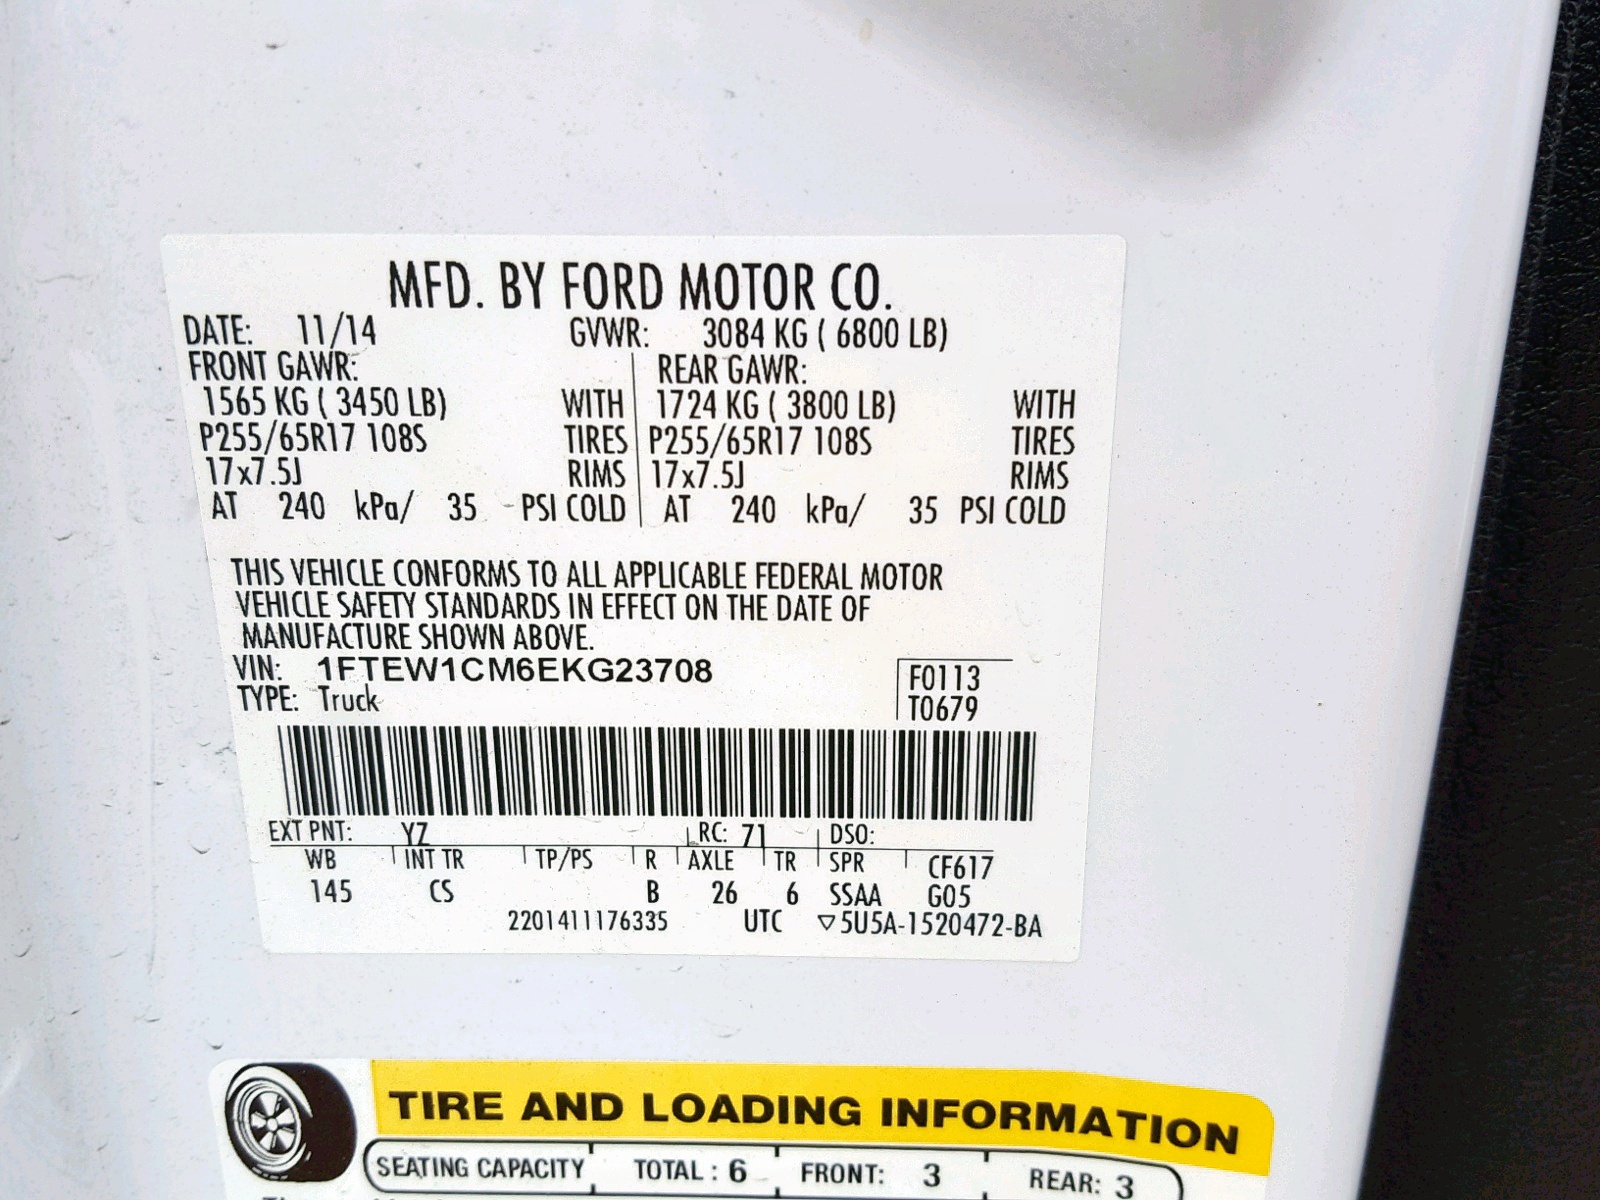 MFD. BY FORD MOTOR CO.
DATE: 11/14 GVWR: 3084 KG ( 6800 LB)
FRONT GAWR: REAR GAWR:
1565 KG ( 3450 LB) WITH 1724 KG ( 3800 LB) WITH
P255/65R17 108S TIRES P255/65R17 108S TIRES
17x7.5J RIMS 17x7.5J RIMS
AT 240 kPa/ 35 PSI COLD AT 240 kPa/ 35 PSI COLD
THIS VEHICLE CONFORMS TO ALL APPLICABLE FEDERAL MOTOR
VEHICLE SAFETY STANDARDS IN EFFECT ON THE DATE OF
MANUFACTURE SHOWN ABOVE.
VIN: 1FTEW1CM6EKG23708 F0113
TYPE: Truck T0679
EXT PNT: YZ RC: 71 DSO:
WB INT TR TP/PS R AXLE TR SPR CF617
145 CS B 26 6 SSAA G05
2201411176335 UTC ▽5U5A-1520472-BA
TIRE AND LOADING INFORMATION
SEATING CAPACITY TOTAL : 6 FRONT: 3 REAR: 3